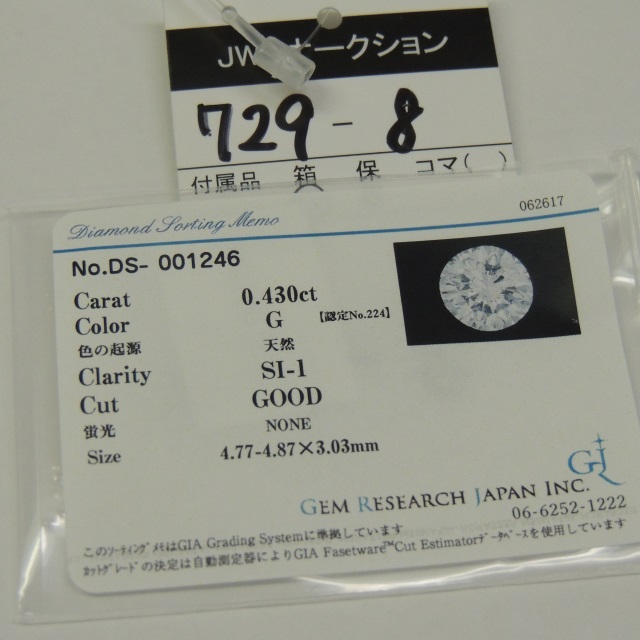 JW オークション
729-8
付属品 箱 保 コマ( )
062617
Diamond Sorting Memo
No.DS- 001246
Carat 0.430ct
Color G 【認定No.224】
色の起源 天然
Clarity SI-1
Cut GOOD
蛍光 NONE
Size 4.77-4.87×3.03mm
GRJ
GEM RESEARCH JAPAN INC.
06-6252-1222
このソーティングメモはGIA Grading Systemに準拠しています
カットグレードの決定は自動測定器によりGIA Fasetware™Cut Estimatorデータベースを使用しています